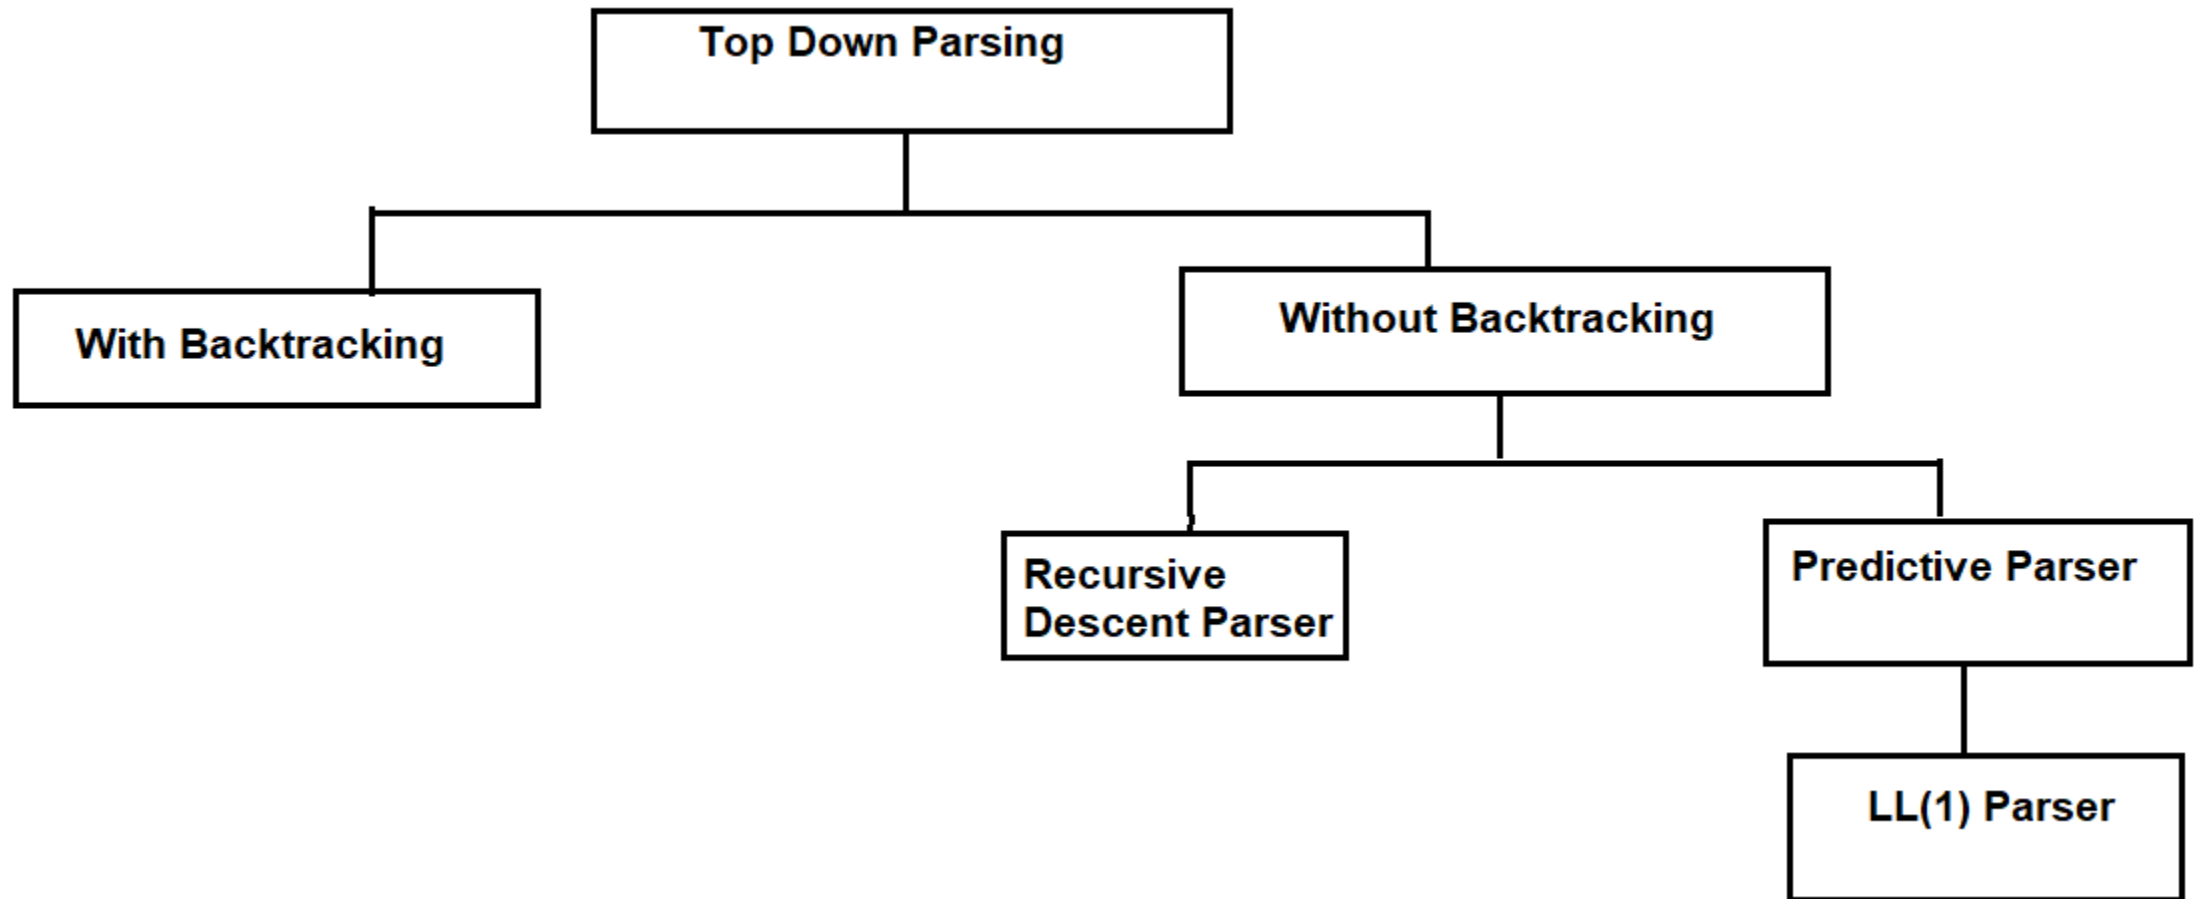 Top Down Parsing
With Backtracking
Without Backtracking
Recursive
Descent Parser
Predictive Parser
LL(1) Parser